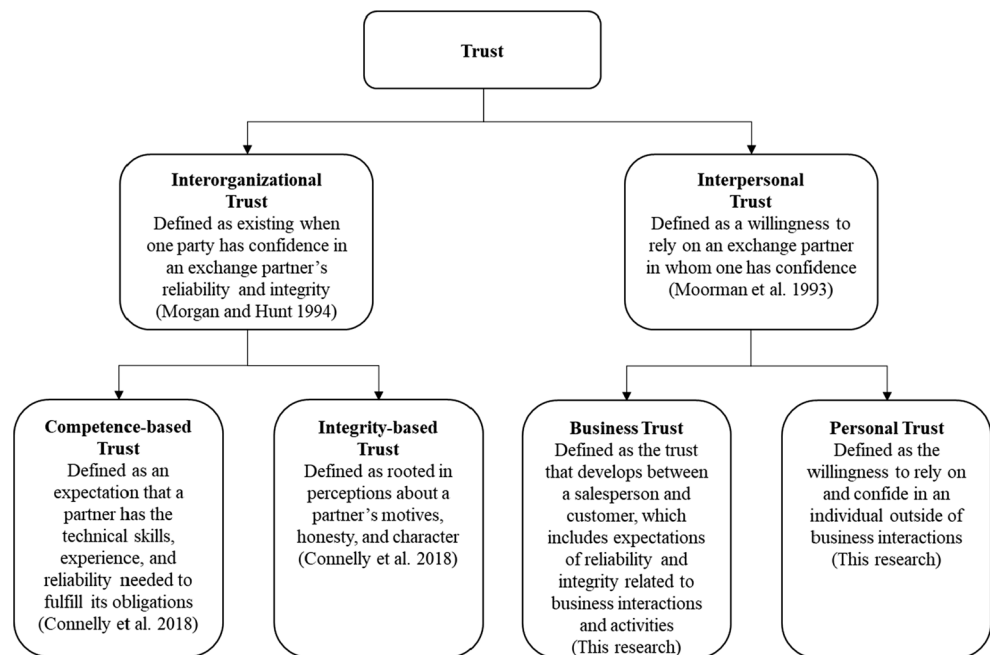 Trust
Interorganizational
Trust
Defined as existing when
one party has confidence in
an exchange partner's
reliability and integrity
(Morgan and Hunt 1994)
Interpersonal
Trust
Defined as a willingness to
rely on an exchange partner
in whom one has confidence
(Moorman et al. 1993)
Competence-based
Trust
Defined as an
expectation that a
partner has the
technical skills,
experience, and
reliability needed to
fulfill its obligations
(Connelly et al. 2018)
Integrity-based
Trust
Defined as rooted in
perceptions about a
partner's motives,
honesty, and character
(Connelly et al. 2018)
Business Trust
Defined as the trust
that develops between
a salesperson and
customer, which
includes expectations
of reliability and
integrity related to
business interactions
and activities
(This research)
Personal Trust
Defined as the
willingness to rely on
and confide in an
individual outside of
business interactions
(This research)